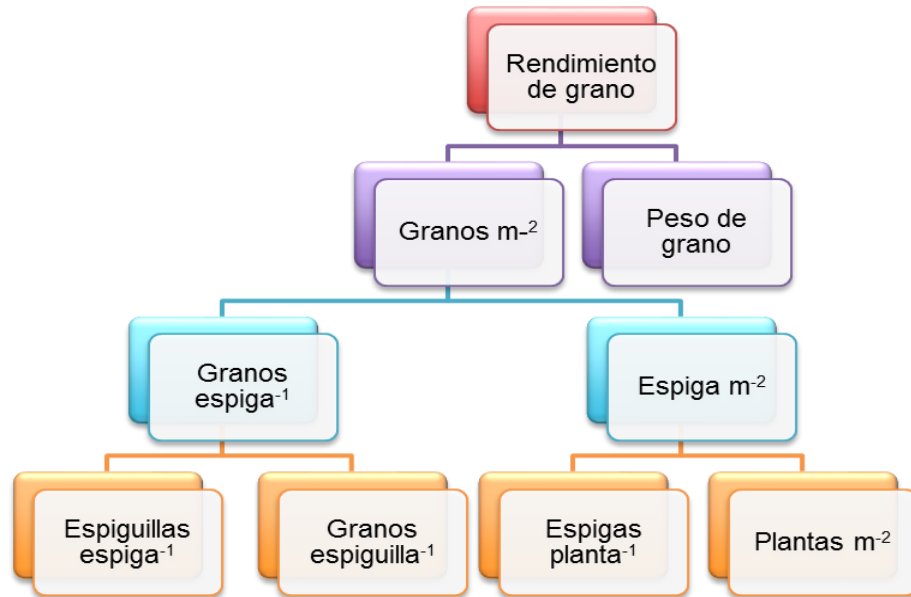 Rendimiento
de grano
Granos m-²
Peso de
grano
Granos
espiga⁻¹
Espiga m⁻²
Espiguillas
espiga⁻¹
Granos
espiguilla⁻¹
Espigas
planta⁻¹
Plantas m⁻²